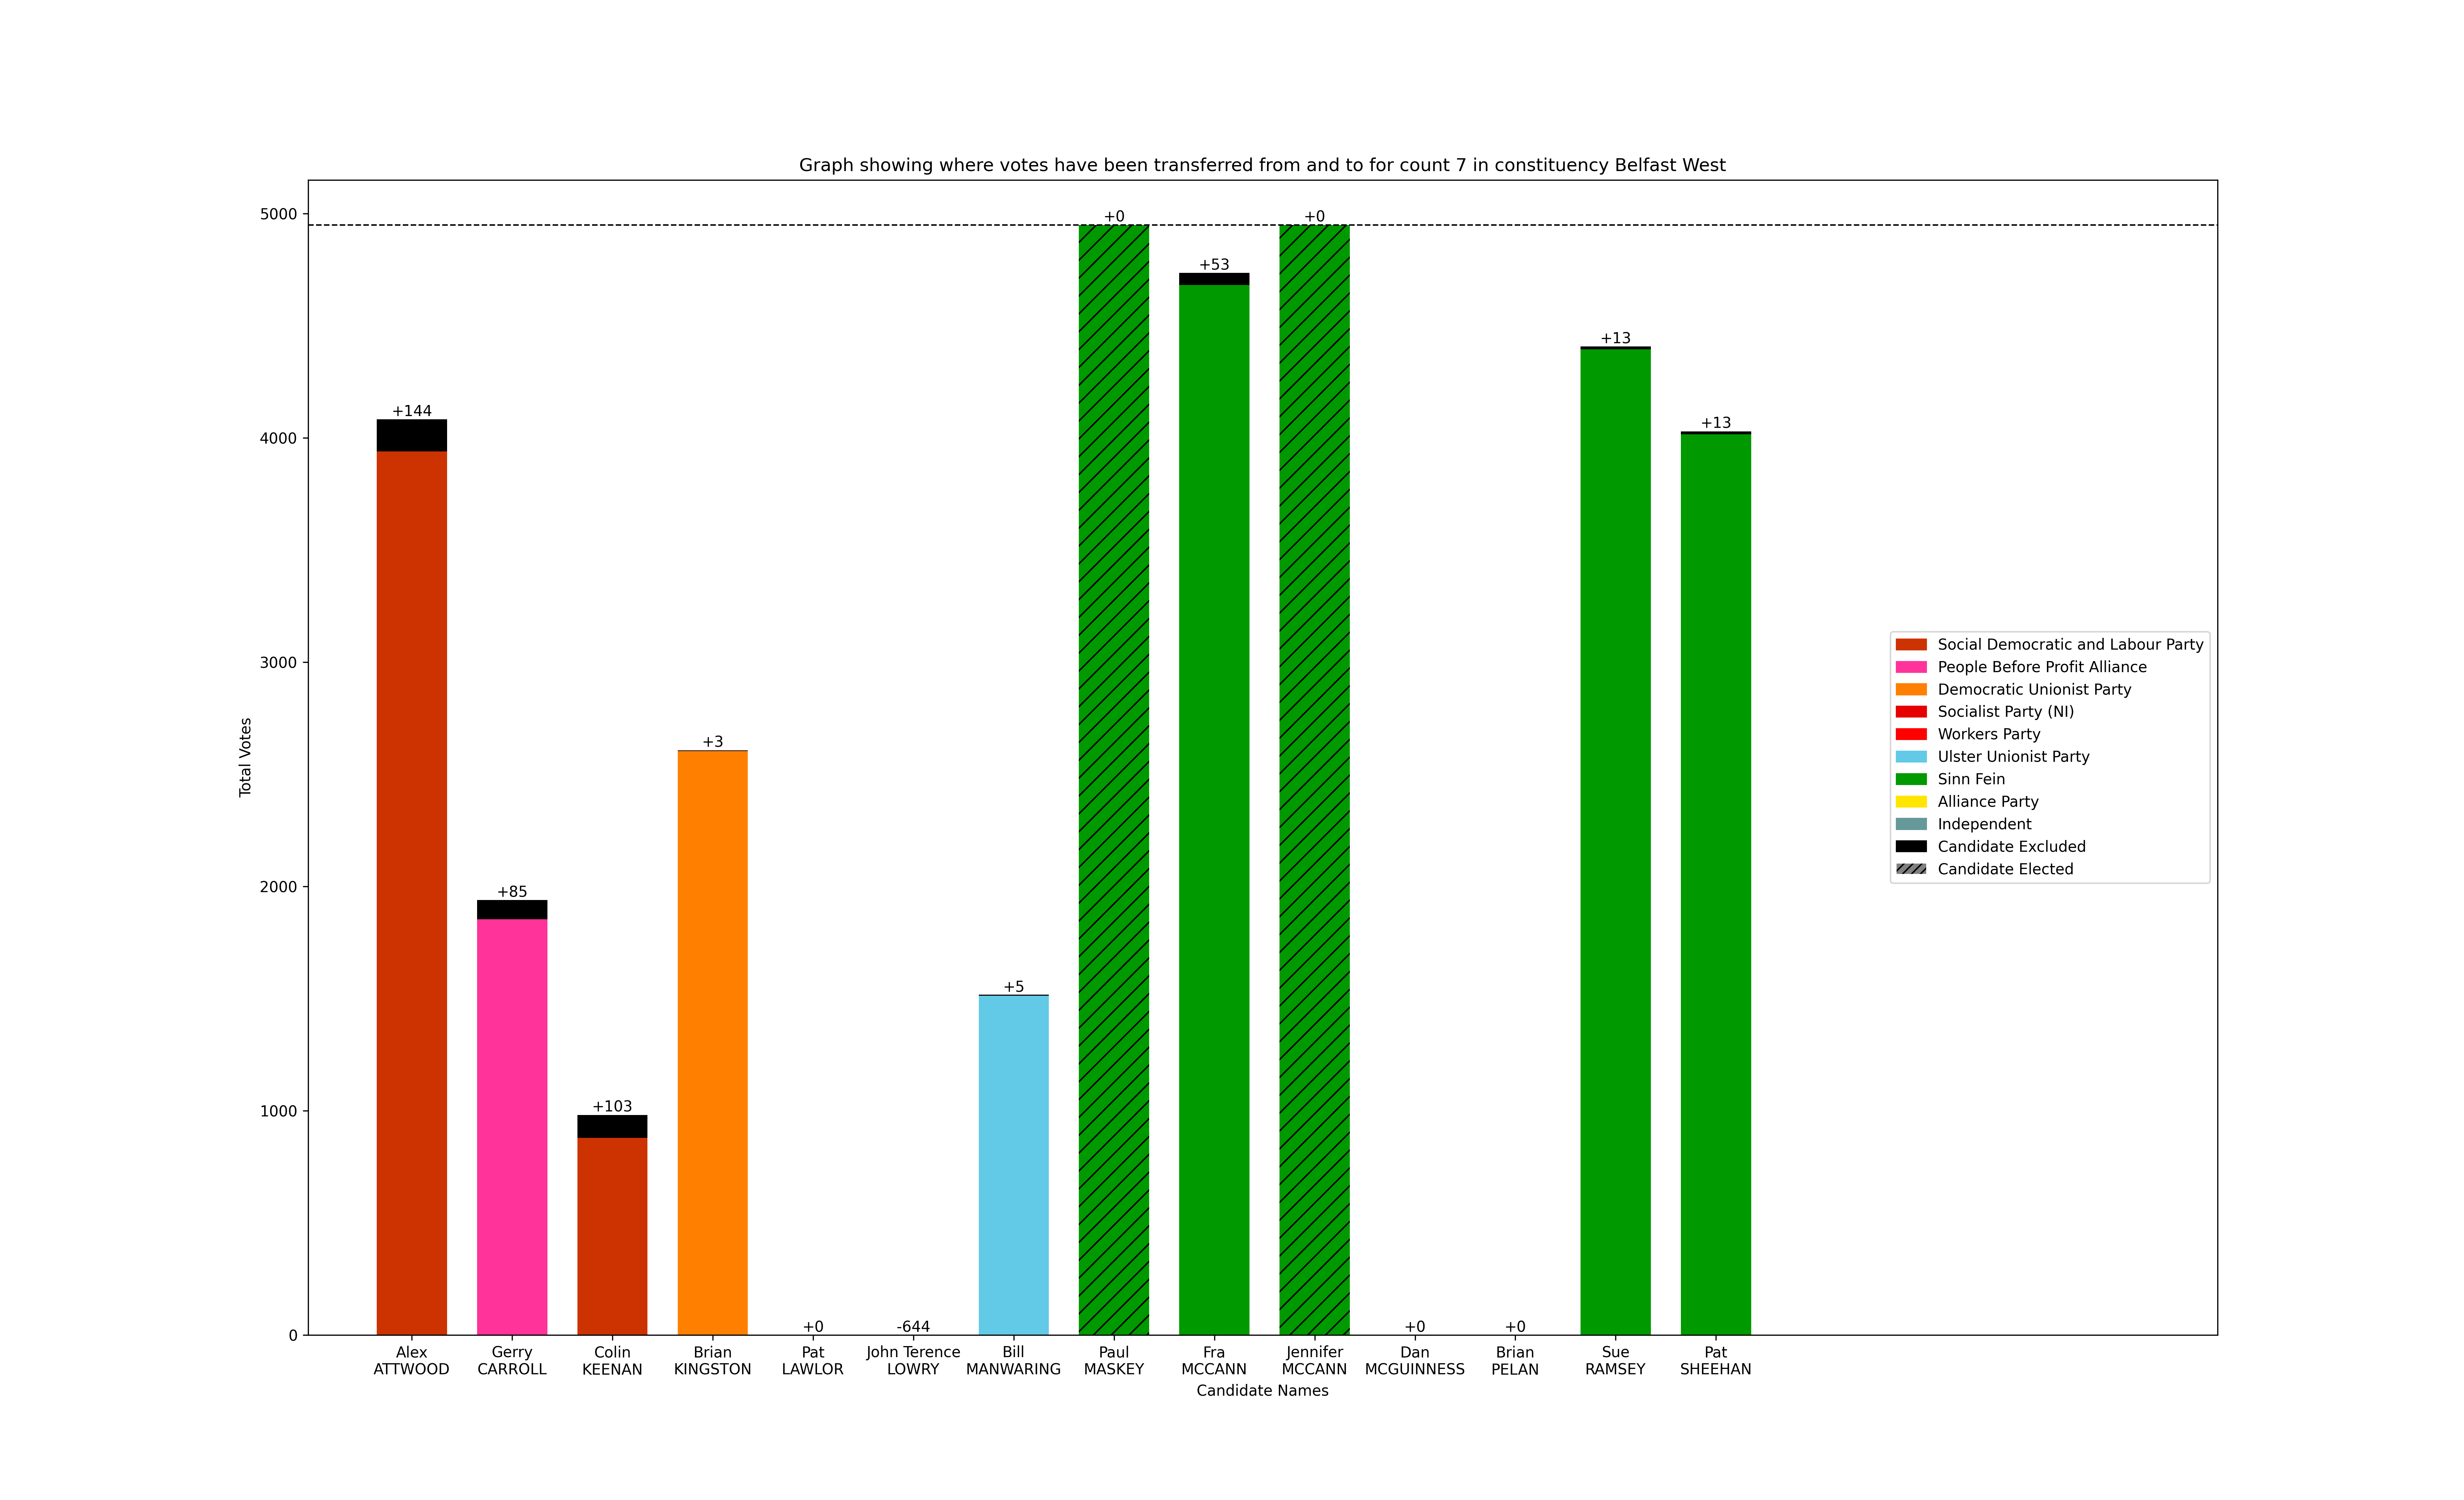 Graph showing where votes have been transferred from and to for count 7 in constituency Belfast West
Total Votes
5000
4000
3000
2000
1000
0
+144
+85
+103
+3
+0
-644
+5
+0
+53
+0
+0
+0
+13
+13
Alex
ATTWOOD
Gerry
CARROLL
Colin
KEENAN
Brian
KINGSTON
Pat
LAWLOR
John Terence
LOWRY
Bill
MANWARING
Paul
MASKEY
Fra
MCCANN
Jennifer
MCCANN
Dan
MCGUINNESS
Brian
PELAN
Sue
RAMSEY
Pat
SHEEHAN
Candidate Names
Social Democratic and Labour Party
People Before Profit Alliance
Democratic Unionist Party
Socialist Party (NI)
Workers Party
Ulster Unionist Party
Sinn Fein
Alliance Party
Independent
Candidate Excluded
Candidate Elected